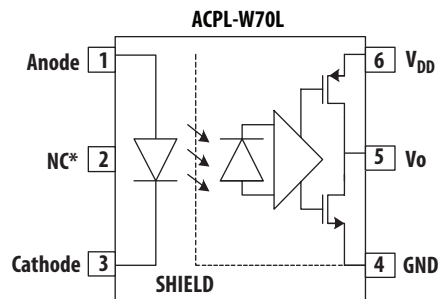 ACPL-W70L
Anode 1
6 VDD
NC* 2
5 Vo
Cathode 3
4 GND
SHIELD